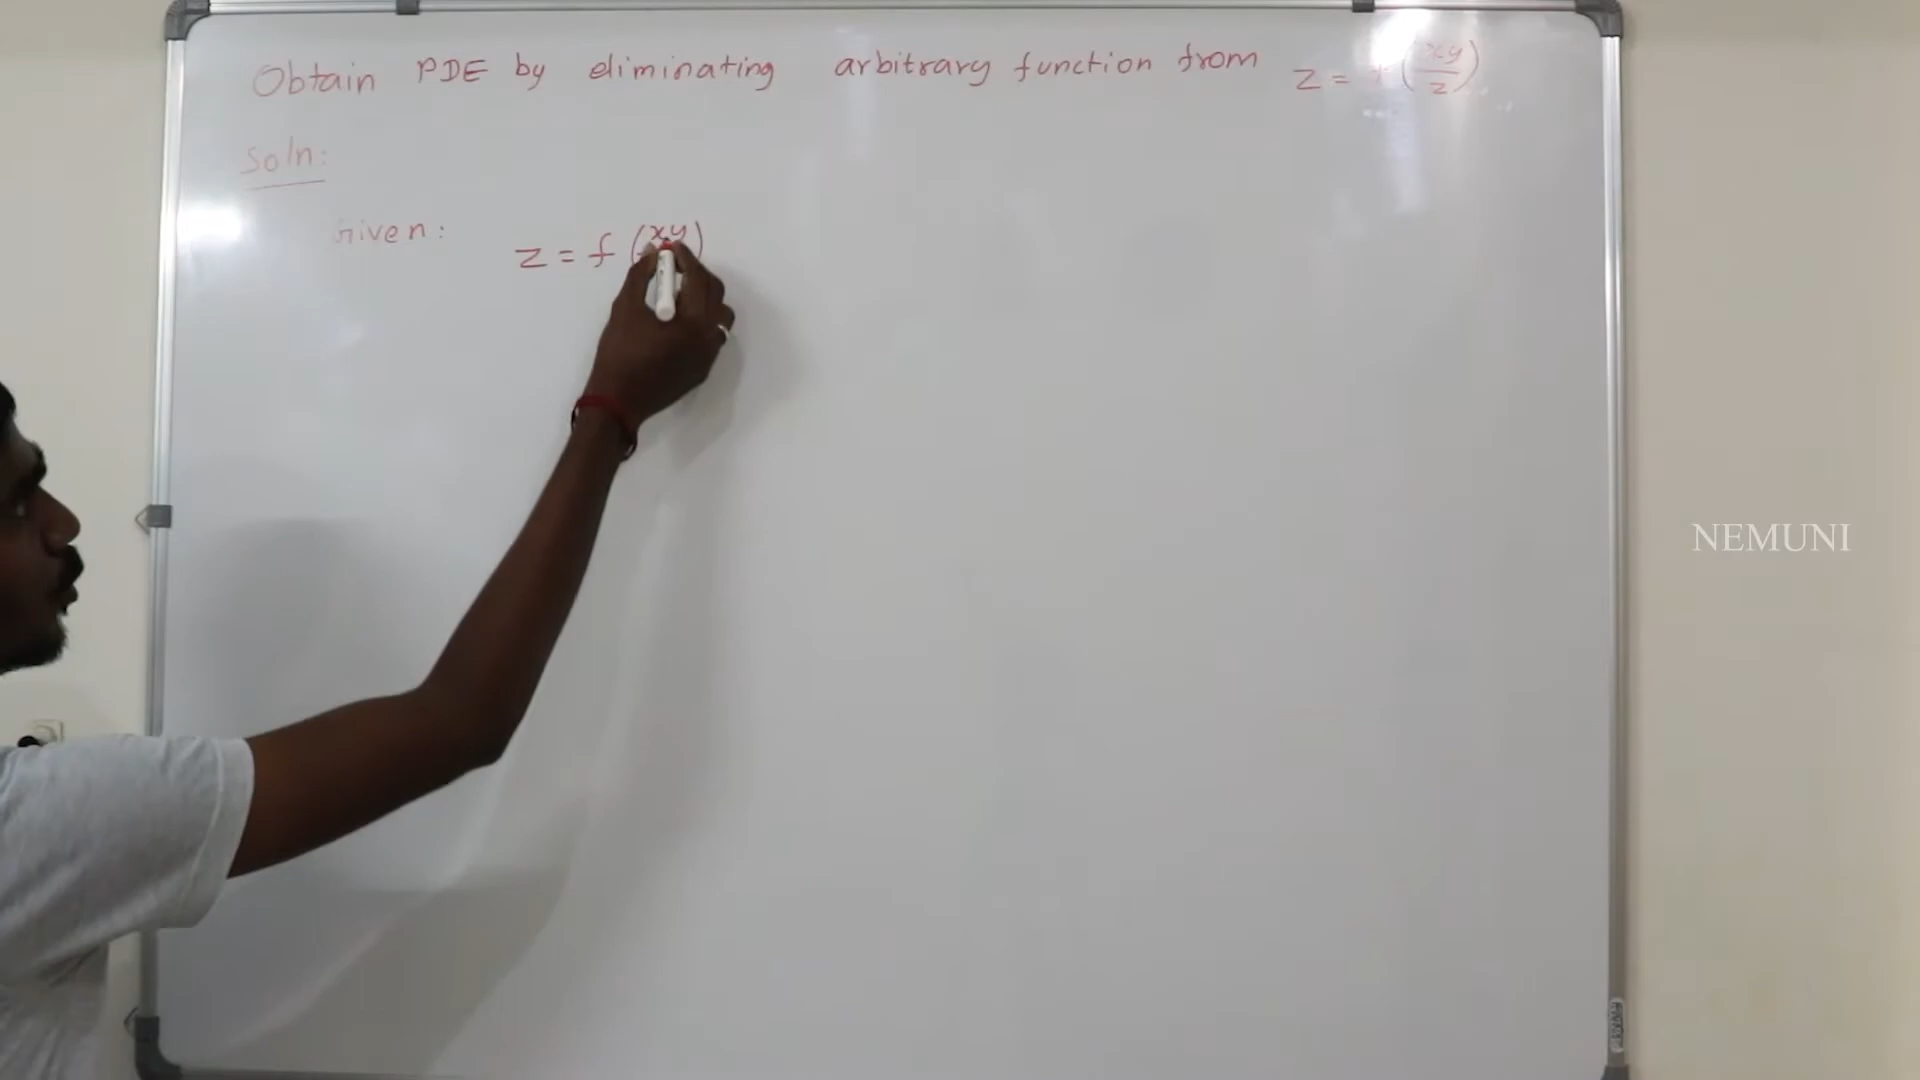 Obtain PDE by eliminating arbitrary function from z = f (xy/z)
Soln:
Given: z = f (xy)
NEMUNI